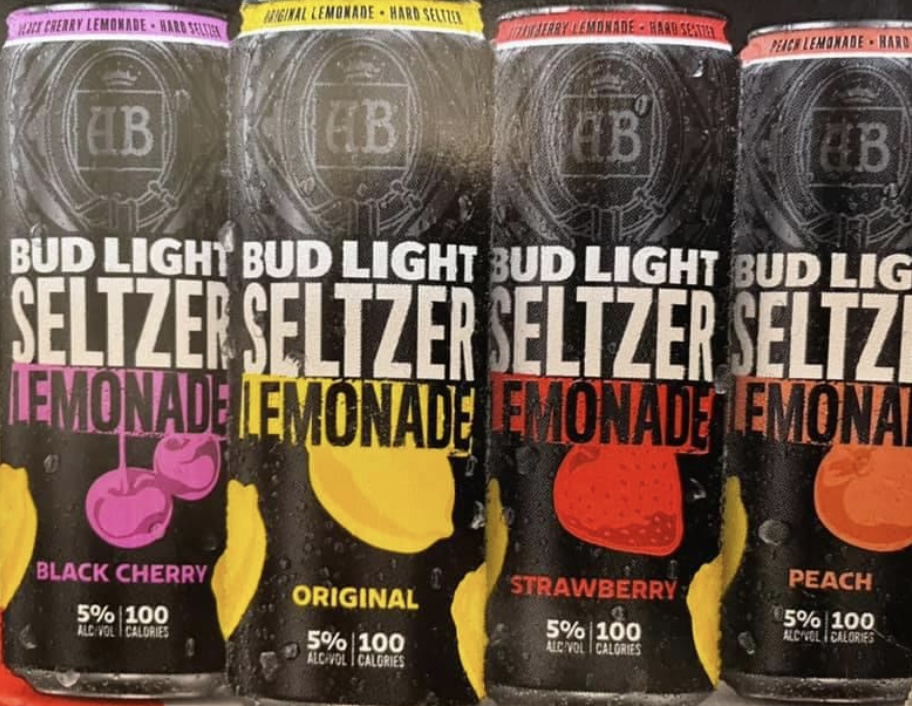 BLACK CHERRY LEMONADE • HARD SELTZER
AB
BUD LIGHT
SELTZER
LEMONADE
BLACK CHERRY
5% | 100
ALC/VOL | CALORIES
ORIGINAL LEMONADE • HARD SELTZER
AB
BUD LIGHT
SELTZER
LEMONADE
ORIGINAL
5% | 100
ALC/VOL | CALORIES
STRAWBERRY LEMONADE • HARD SELTZER
AB
BUD LIGHT
SELTZER
LEMONADE
STRAWBERRY
5% | 100
ALC/VOL | CALORIES
PEACH LEMONADE • HARD
AB
BUD LIG
SELTZE
LEMONA
PEACH
5% | 100
ALC/VOL | CALORIES